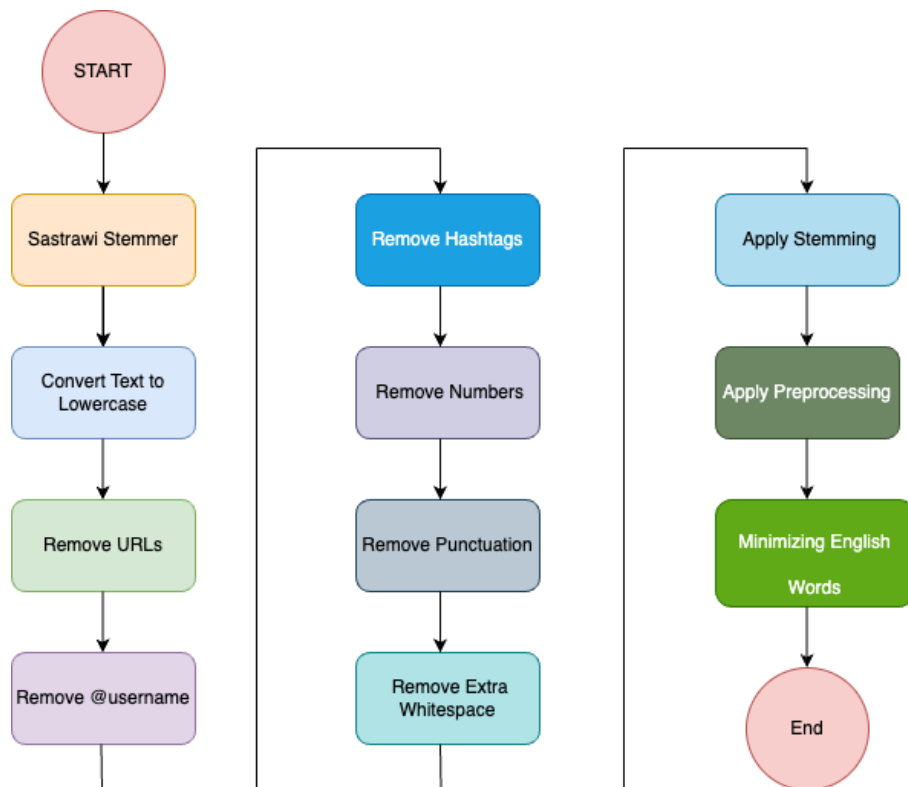 START
Sastrawi Stemmer
Convert Text to
Lowercase
Remove URLs
Remove @username
Remove Hashtags
Remove Numbers
Remove Punctuation
Remove Extra
Whitespace
Apply Stemming
Apply Preprocessing
Minimizing English
Words
End